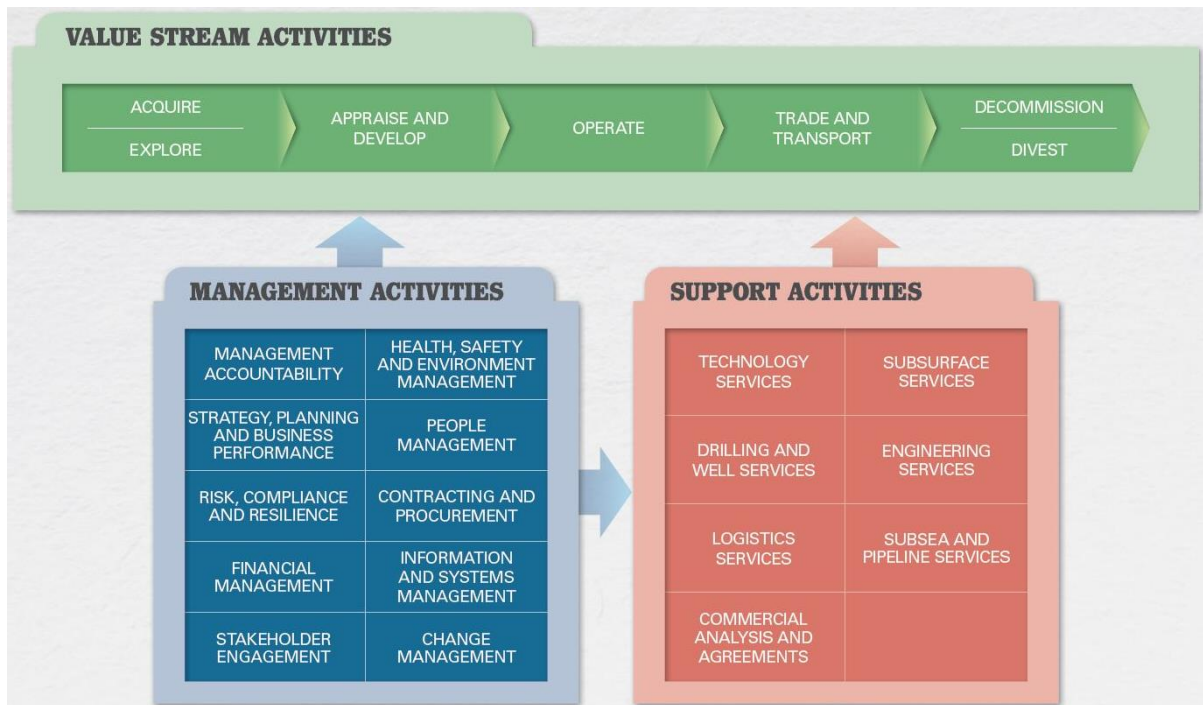 VALUE STREAM ACTIVITIES
ACQUIRE
EXPLORE
APPRAISE AND
DEVELOP
OPERATE
TRADE AND
TRANSPORT
DECOMMISSION
DIVEST
MANAGEMENT ACTIVITIES
MANAGEMENT
ACCOUNTABILITY
HEALTH, SAFETY
AND ENVIRONMENT
MANAGEMENT
STRATEGY, PLANNING
AND BUSINESS
PERFORMANCE
PEOPLE
MANAGEMENT
RISK, COMPLIANCE
AND RESILIENCE
CONTRACTING AND
PROCUREMENT
FINANCIAL
MANAGEMENT
INFORMATION
AND SYSTEMS
MANAGEMENT
STAKEHOLDER
ENGAGEMENT
CHANGE
MANAGEMENT
SUPPORT ACTIVITIES
TECHNOLOGY
SERVICES
SUBSURFACE
SERVICES
DRILLING AND
WELL SERVICES
ENGINEERING
SERVICES
LOGISTICS
SERVICES
SUBSEA AND
PIPELINE SERVICES
COMMERCIAL
ANALYSIS AND
AGREEMENTS